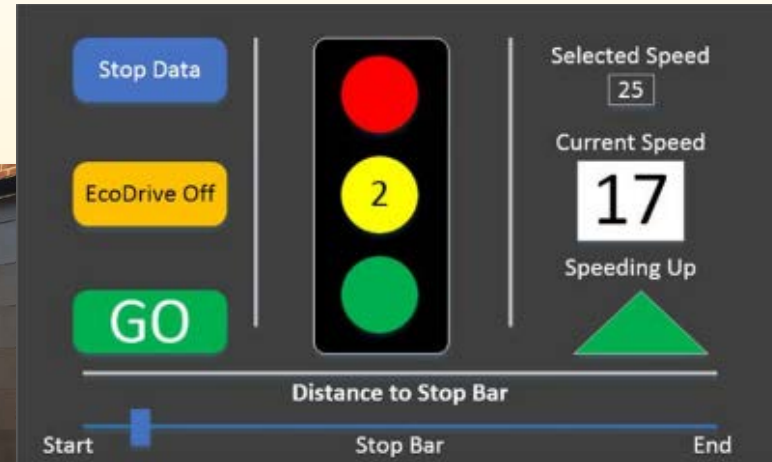 Stop Data
EcoDrive Off
GO
2
Selected Speed
25
Current Speed
17
Speeding Up
Distance to Stop Bar
Start
Stop Bar
End